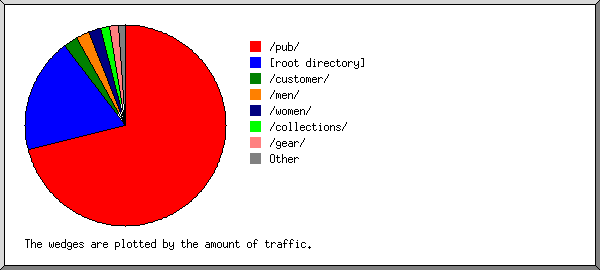 /pub/
[root directory]
/customer/
/men/
/women/
/collections/
/gear/
Other
The wedges are plotted by the amount of traffic.